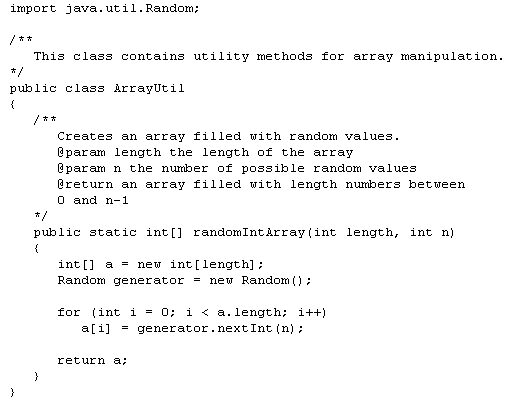 import java.util.Random;
/**
This class contains utility methods for array manipulation.
*/
public class ArrayUtil
{
/**
Creates an array filled with random values.
@param length the length of the array
@param n the number of possible random values
@return an array filled with length numbers between
0 and n-1
*/
public static int[] randomIntArray(int length, int n)
{
int[] a = new int[length];
Random generator = new Random();
for (int i = 0; i < a.length; i++)
a[i] = generator.nextInt(n);
return a;
}
}